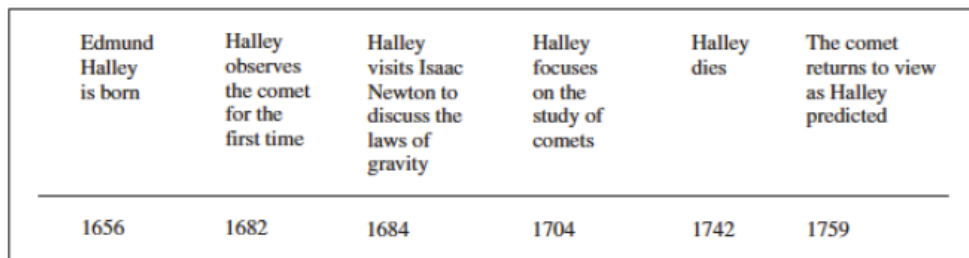 Edmund
Halley
is born
Halley
observes
the comet
for the
first time
Halley
visits Isaac
Newton to
discuss the
laws of
gravity
Halley
focuses
on the
study of
comets
Halley
dies
The comet
returns to view
as Halley
predicted
1656
1682
1684
1704
1742
1759